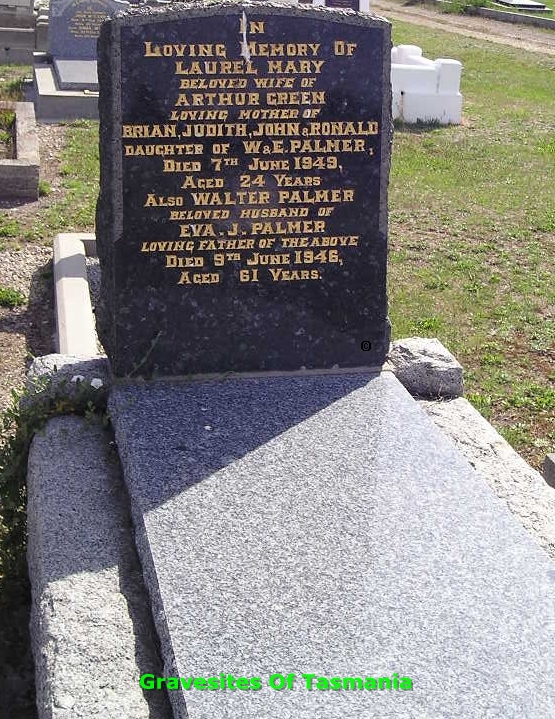 IN
LOVING MEMORY OF
LAUREL MARY
BELOVED WIFE OF
ARTHUR GREEN
LOVING MOTHER OF
BRIAN, JUDITH, JOHN & RONALD
DAUGHTER OF W & E. PALMER,
DIED 7TH JUNE 1949,
AGED 24 YEARS
ALSO WALTER PALMER
BELOVED HUSBAND OF
EVA. J. PALMER
LOVING FATHER OF THE ABOVE
DIED 9TH JUNE 1946,
AGED 61 YEARS.
Gravesites Of Tasmania